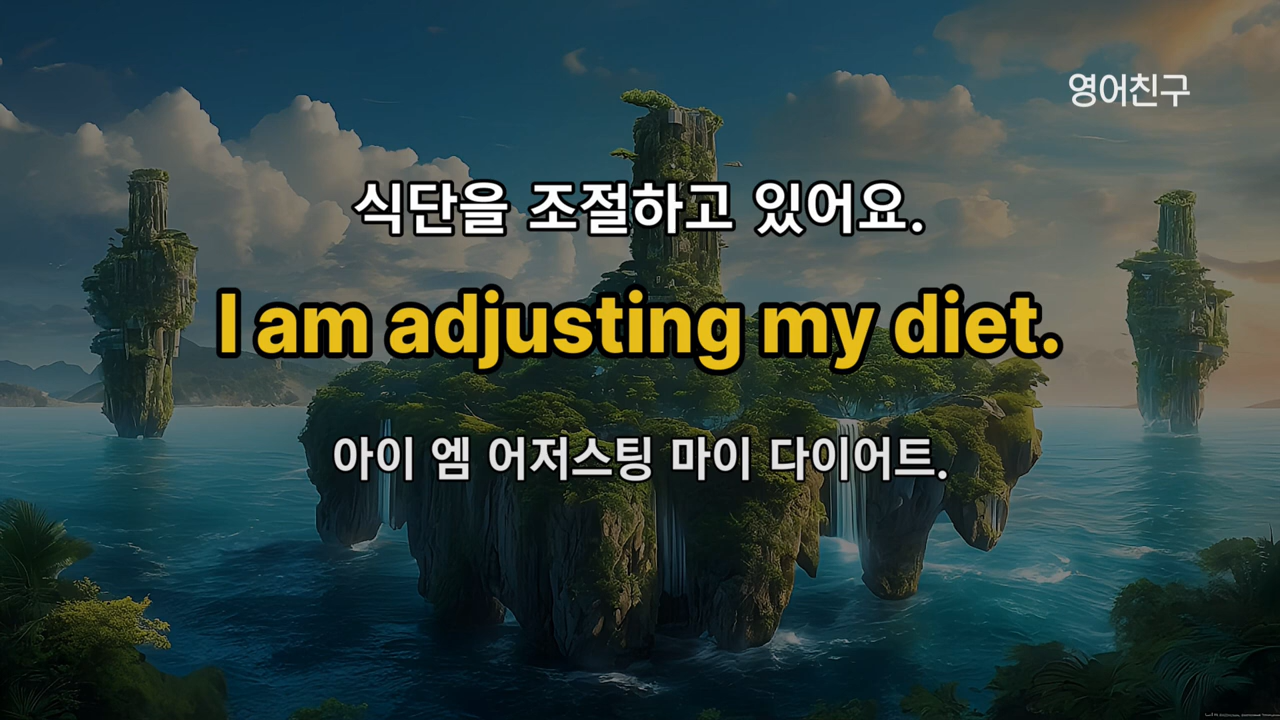 영어친구
식단을 조절하고 있어요.
I am adjusting my diet.
아이 엠 어저스팅 마이 다이어트.